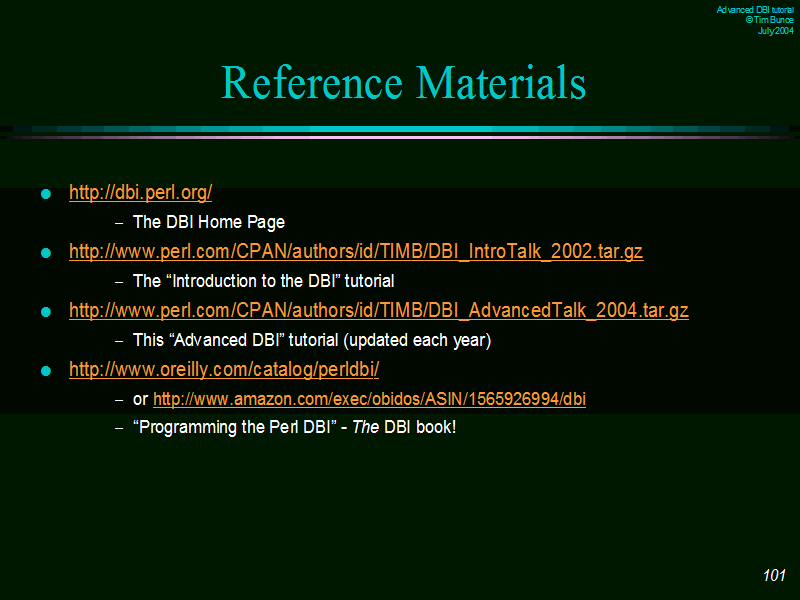 Advanced DBI tutorial
© Tim Bunce
July 2004
Reference Materials
http://dbi.perl.org/
– The DBI Home Page
http://www.perl.com/CPAN/authors/id/TIMB/DBI_IntroTalk_2002.tar.gz
– The “Introduction to the DBI” tutorial
http://www.perl.com/CPAN/authors/id/TIMB/DBI_AdvancedTalk_2004.tar.gz
– This “Advanced DBI” tutorial (updated each year)
http://www.oreilly.com/catalog/perldbi/
– or http://www.amazon.com/exec/obidos/ASIN/1565926994/dbi
– “Programming the Perl DBI” - The DBI book!
101